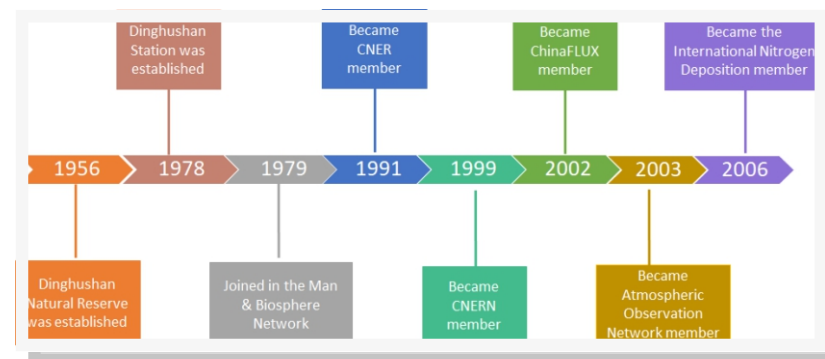 Dinghushan
Station was
established
Became
CNER
member
Became
ChinaFLUX
member
Became the
International Nitrogen
Deposition member
1956
1978
1979
1991
1999
2002
2003
2006
Dinghushan
Natural Reserve
was established
Joined in the Man
& Biosphere
Network
Became
CNERN
member
Became
Atmospheric
Observation
Network member